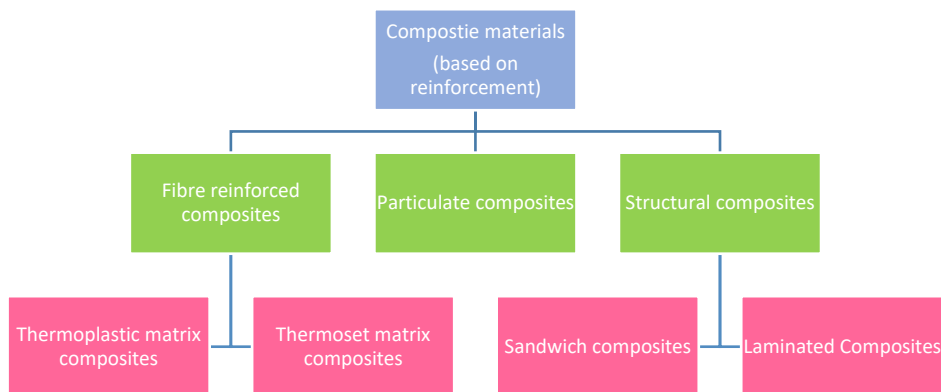 Compostie materials
(based on
reinforcement)
Fibre reinforced
composites
Particulate composites
Structural composites
Thermoplastic matrix
composites
Thermoset matrix
composites
Sandwich composites
Laminated Composites